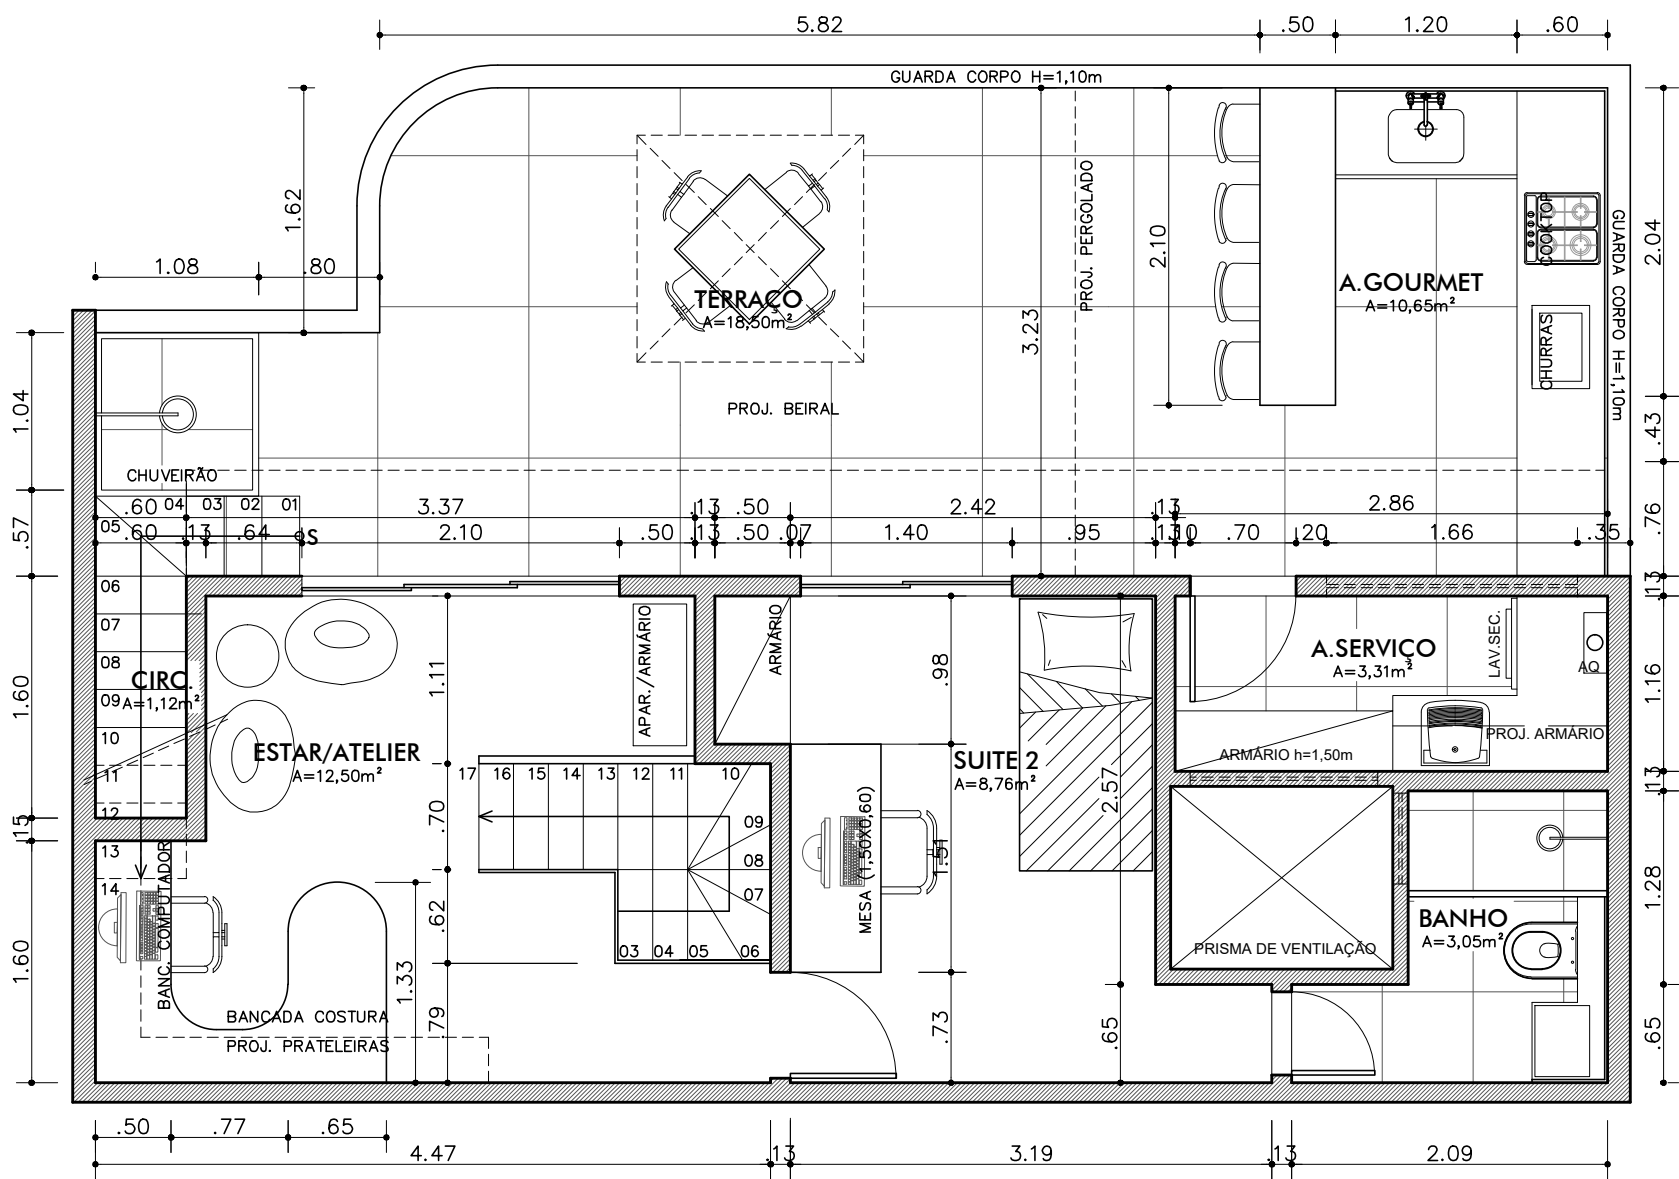 5.82
.50
1.20
.60
GUARDA CORPO H=1,10m
1.62
1.08
.80
PROJ. PERGOLADO
2.10
3.23
COOKTOP
GUARDA CORPO H=1,10m
2.04
TERRAÇO
A=18,50m²
A.GOURMET
A=10,65m²
CHURRAS
1.04
PROJ. BEIRAL
.43
CHUVEIRÃO
.60
04
03
02
01
3.37
.13
.50
2.42
.13
2.86
.57
05
.60
.13
.64
S
2.10
.50
.13
.50
.07
1.40
.95
.13
.10
.70
.20
1.66
.35
.76
.13
06
07
08
09
10
11
12
13
14
CIRC.
A=1,12m²
1.60
.15
1.60
1.11
APAR./ARMÁRIO
ARMÁRIO
.98
A.SERVIÇO
A=3,31m²
LAV.SEC.
AQ
1.16
ESTAR/ATELIER
A=12,50m²
17
16
15
14
13
12
11
10
09
08
07
06
05
04
03
SUITE 2
A=8,76m²
2.57
ARMÁRIO h=1,50m
PROJ. ARMÁRIO
.13
.70
MESA (1,50X0,60)
1.51
1.28
BANC. COMPUTADOR
.62
PRISMA DE VENTILAÇÃO
BANHO
A=3,05m²
1.33
.79
BANCADA COSTURA
PROJ. PRATELEIRAS
.73
.65
.65
.50
.77
.65
4.47
.13
3.19
.13
2.09